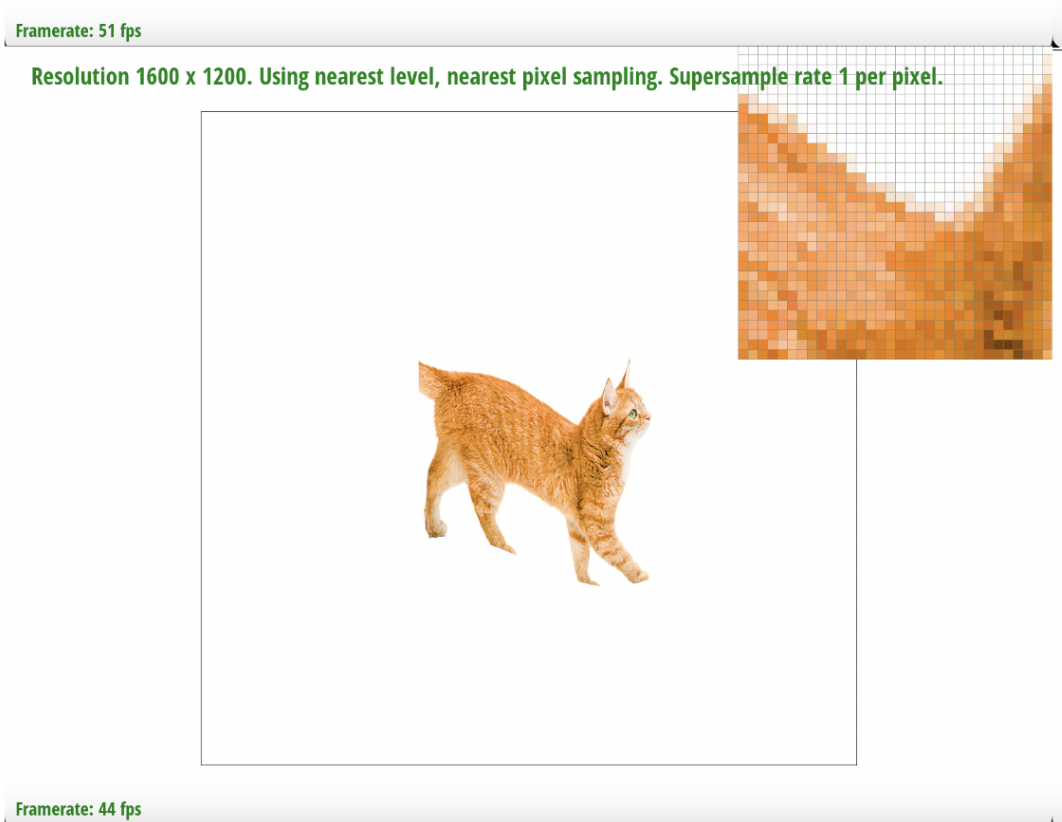 Framerate: 51 fps
Resolution 1600 x 1200. Using nearest level, nearest pixel sampling. Supersample rate 1 per pixel.
Framerate: 44 fps